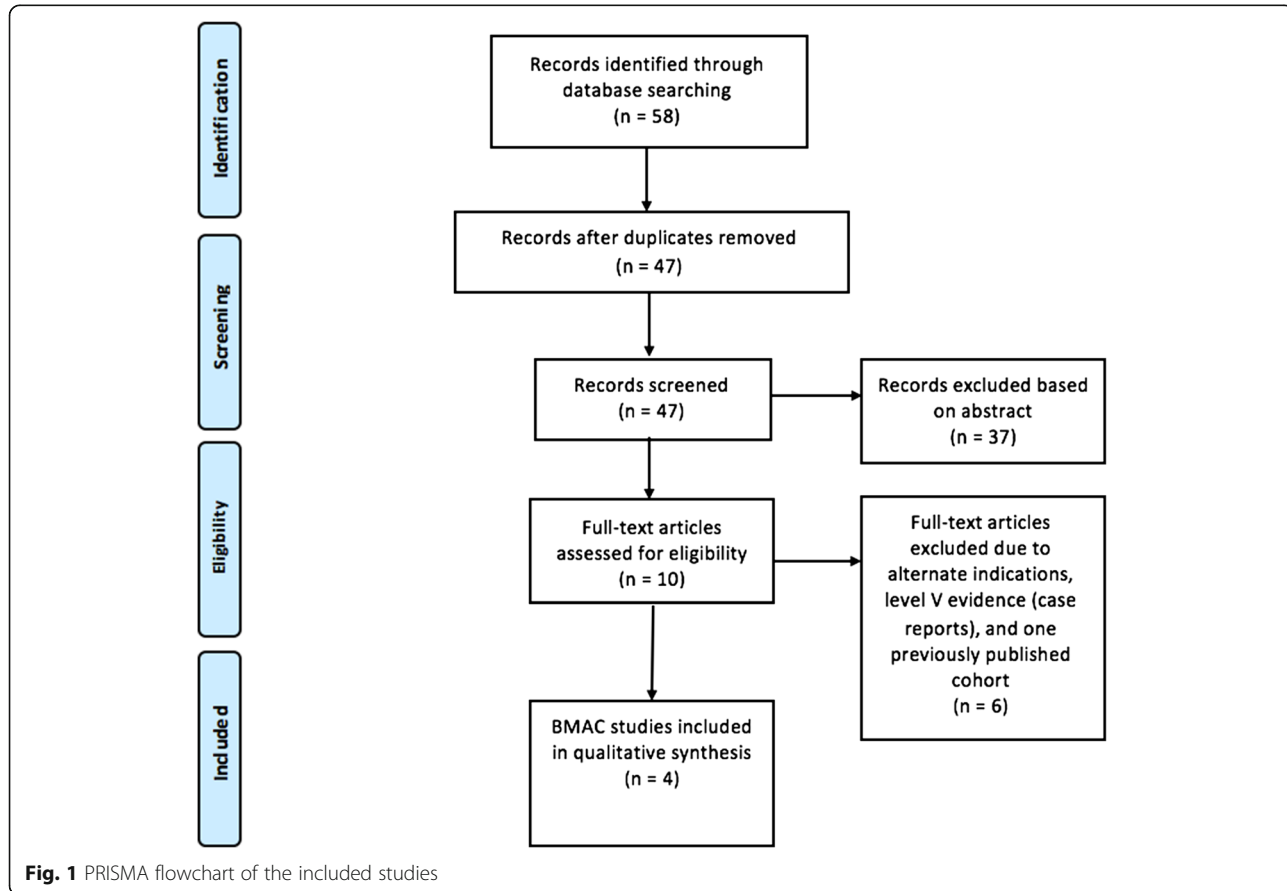 Identification
Records identified through
database searching
(n = 58)
Records after duplicates removed
(n = 47)
Screening
Records screened
(n = 47)
Records excluded based
on abstract
(n = 37)
Eligibility
Full-text articles
assessed for eligibility
(n = 10)
Full-text articles
excluded due to
alternate indications,
level V evidence (case
reports), and one
previously published
cohort
(n = 6)
Included
BMAC studies included
in qualitative synthesis
(n = 4)
Fig. 1 PRISMA flowchart of the included studies